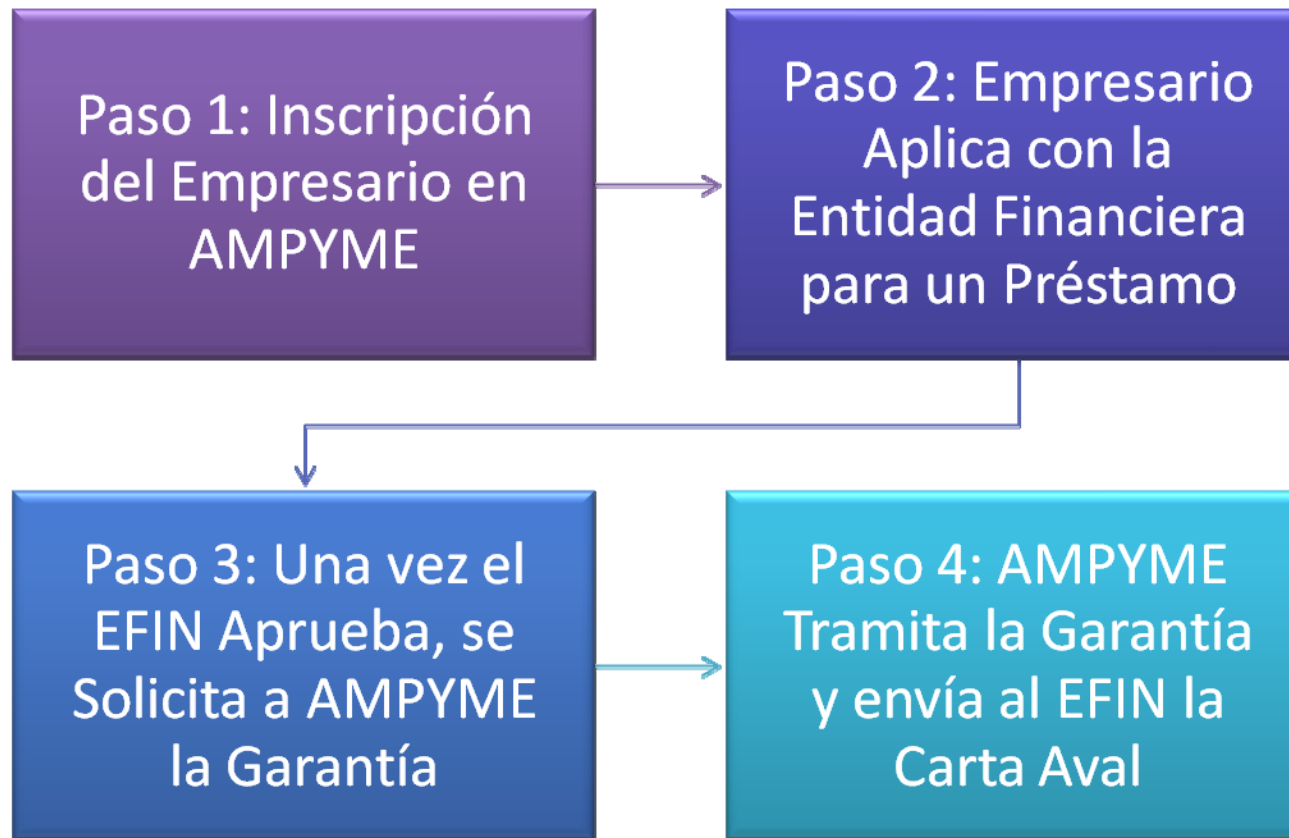 Paso 1: Inscripción
del Empresario en
AMPYME
Paso 2: Empresario
Aplica con la
Entidad Financiera
para un Préstamo
Paso 3: Una vez el
EFIN Aprueba, se
Solicita a AMPYME
la Garantía
Paso 4: AMPYME
Tramita la Garantía
y envía al EFIN la
Carta Aval